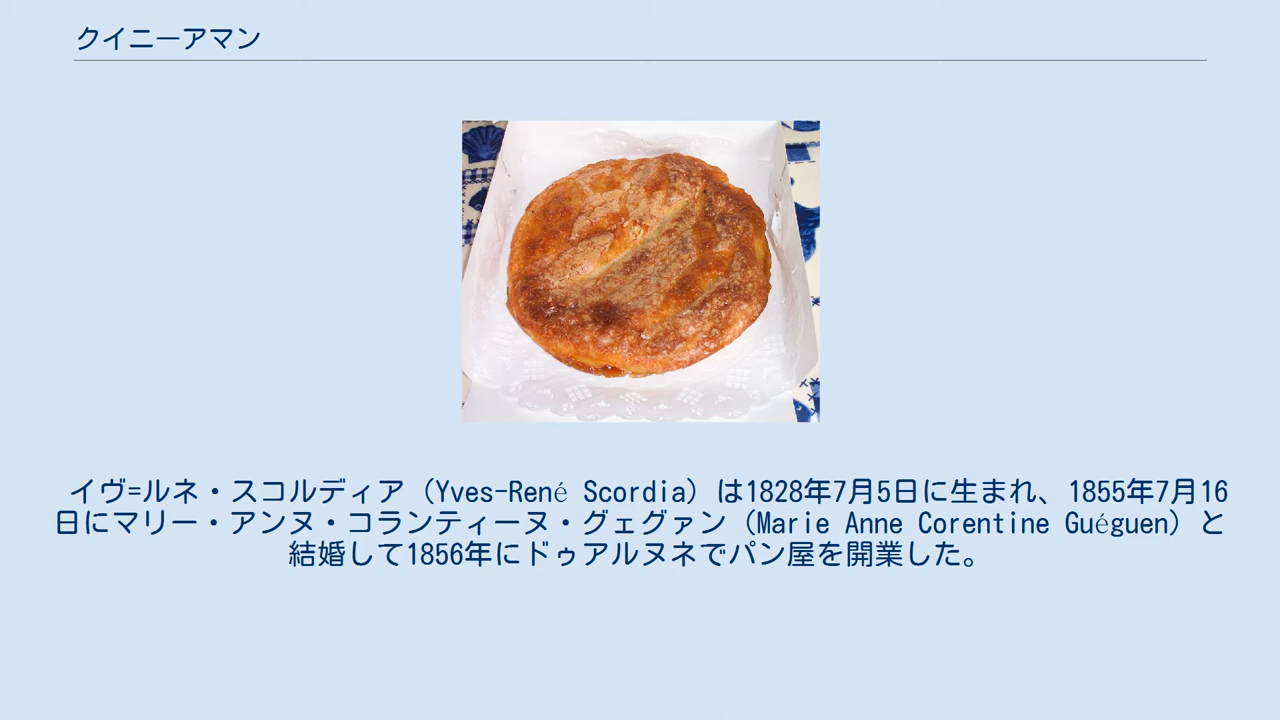 クイニーアマン
イヴ=ルネ・スコルディア（Yves-René Scordia）は1828年7月5日に生まれ、1855年7月16
日にマリー・アンヌ・コランティーヌ・グェグァン（Marie Anne Corentine Guéguen）と
結婚して1856年にドゥアルヌネでパン屋を開業した。